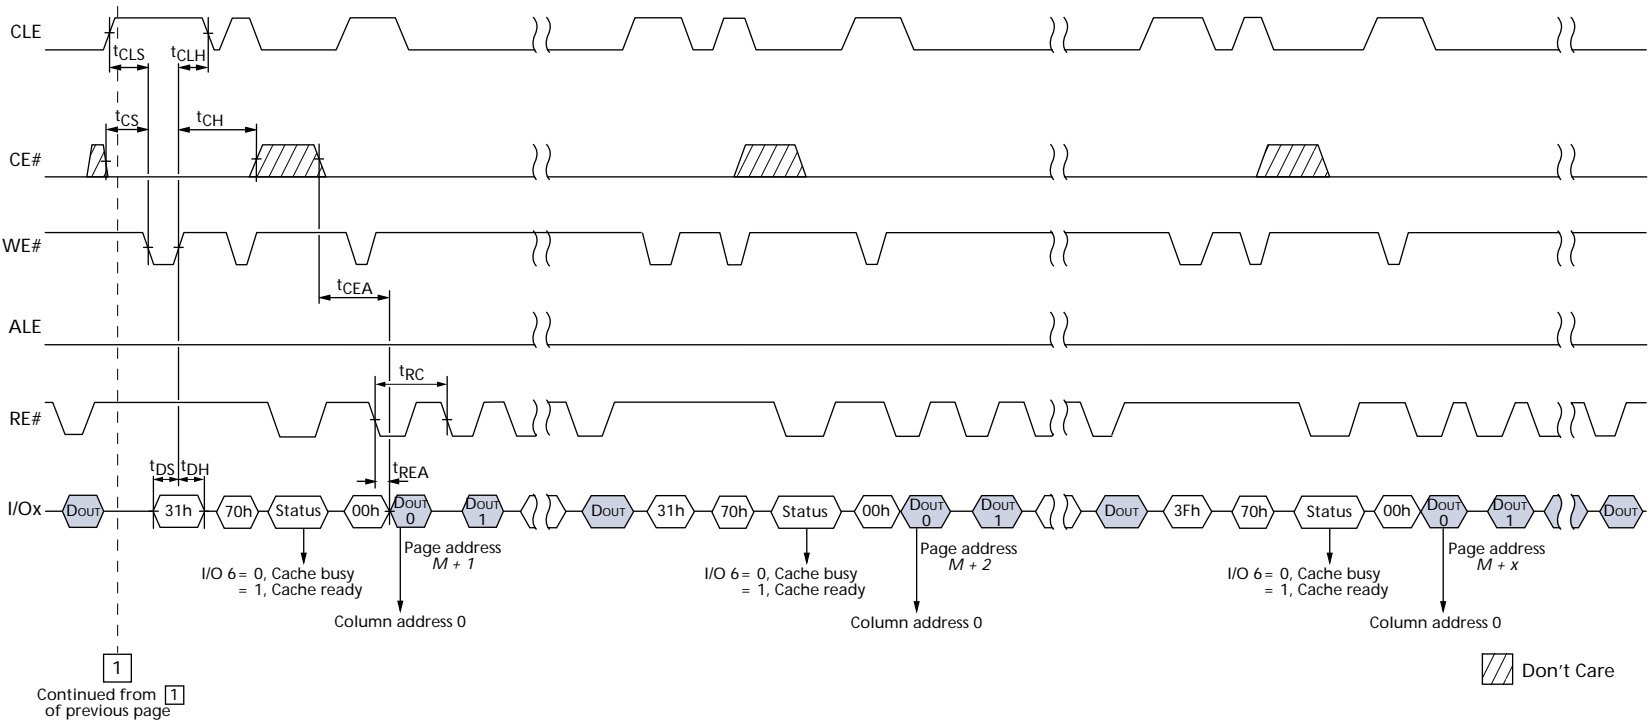 CLE
tCLS
tCLH
tCS
tCH
CE#
WE#
tCEA
ALE
tRC
RE#
tDS
tDH
tREA
I/Ox
DOUT
31h
70h
Status
00h
DOUT 0
DOUT 1
DOUT
31h
70h
Status
00h
DOUT 0
DOUT 1
DOUT
3Fh
70h
Status
00h
DOUT 0
DOUT 1
DOUT
Page address
M + 1
Page address
M + 2
Page address
M + x
I/O 6 = 0, Cache busy
= 1, Cache ready
I/O 6 = 0, Cache busy
= 1, Cache ready
I/O 6 = 0, Cache busy
= 1, Cache ready
Column address 0
Column address 0
Column address 0
1
Continued from 1
of previous page
Don't Care